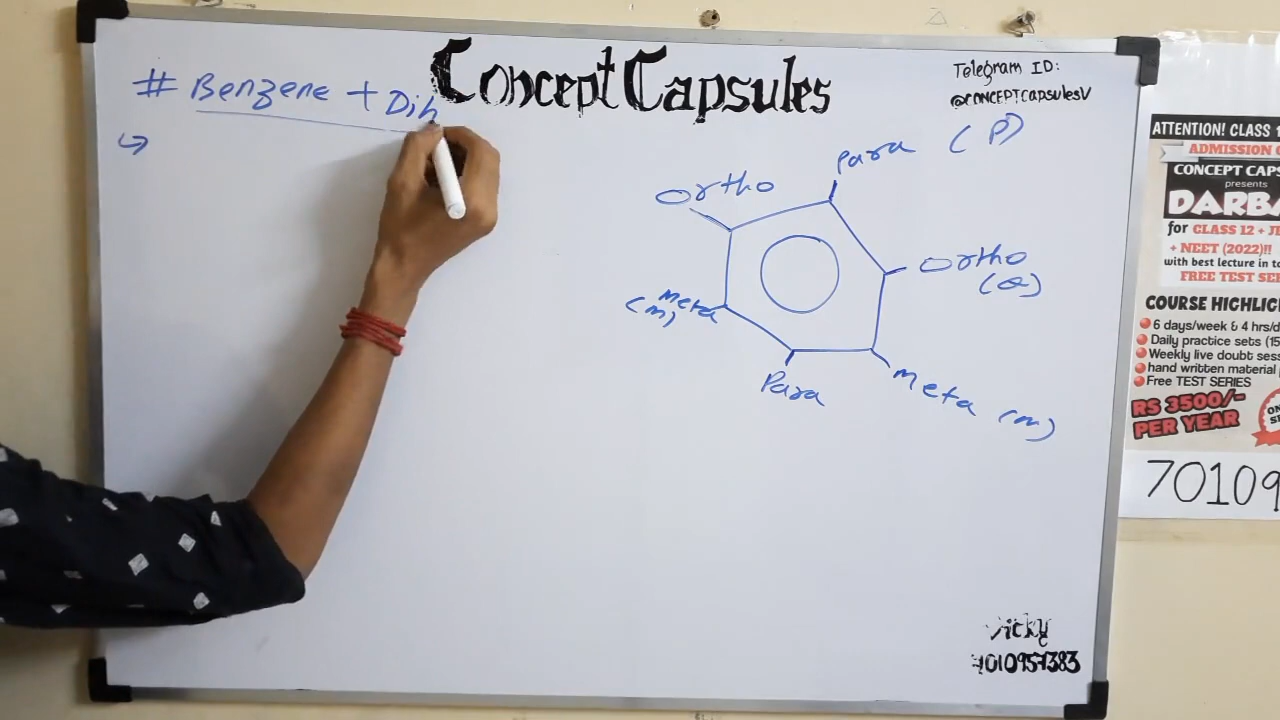 # Benzene + Dih
Concept Capsules
Telegram ID:
@CONCEPTCapsulesV
Para (P)
Ortho
Ortho
(o)
Meta
(m)
Para
Meta (m)
ATTENTION! CLASS 1
ADMISSION
CONCEPT CAPS
presents
DARBA
for CLASS 12 + JE
+ NEET (2022)!!
with best lecture in t
FREE TEST SE
COURSE HIGHLIG
6 days/week & 4 hrs/d
Daily practice sets (15
Weekly live doubt sess
hand written material
Free TEST SERIES
RS 3500/-
PER YEAR
70109
Vicky
7010957383